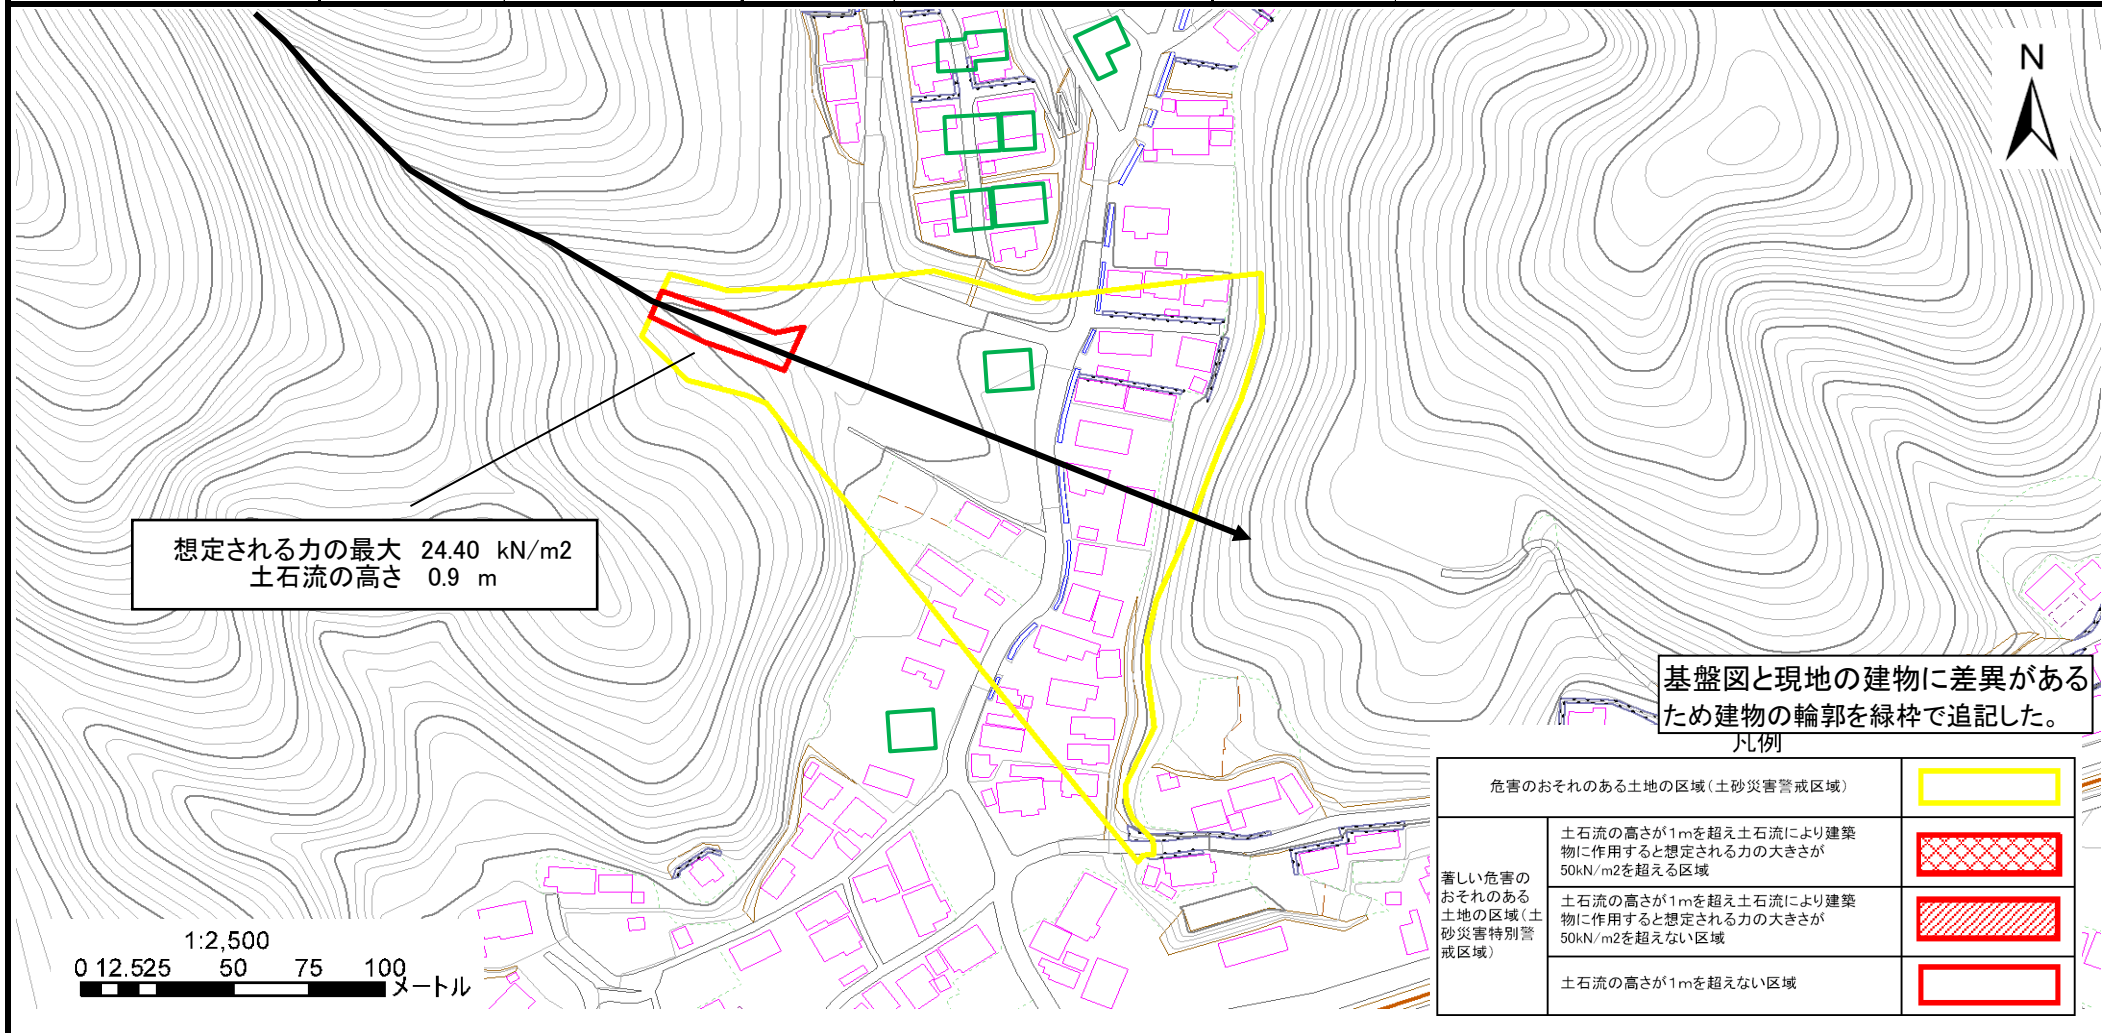 N
想定される力の最大 24.40 kN/m2
土石流の高さ 0.9 m
基盤図と現地の建物に差異がある
ため建物の輪郭を緑枠で追記した。
凡例
危害のおそれのある土地の区域(土砂災害警戒区域)
著しい危害の
おそれのある
土地の区域(土
砂災害特別警
戒区域)
土石流の高さが1mを超え土石流により建築
物に作用すると想定される力の大きさが
50kN/m2を超える区域
土石流の高さが1mを超え土石流により建築
物に作用すると想定される力の大きさが
50kN/m2を超えない区域
土石流の高さが1mを超えない区域
1:2,500
0 12.525 50 75 100
メートル